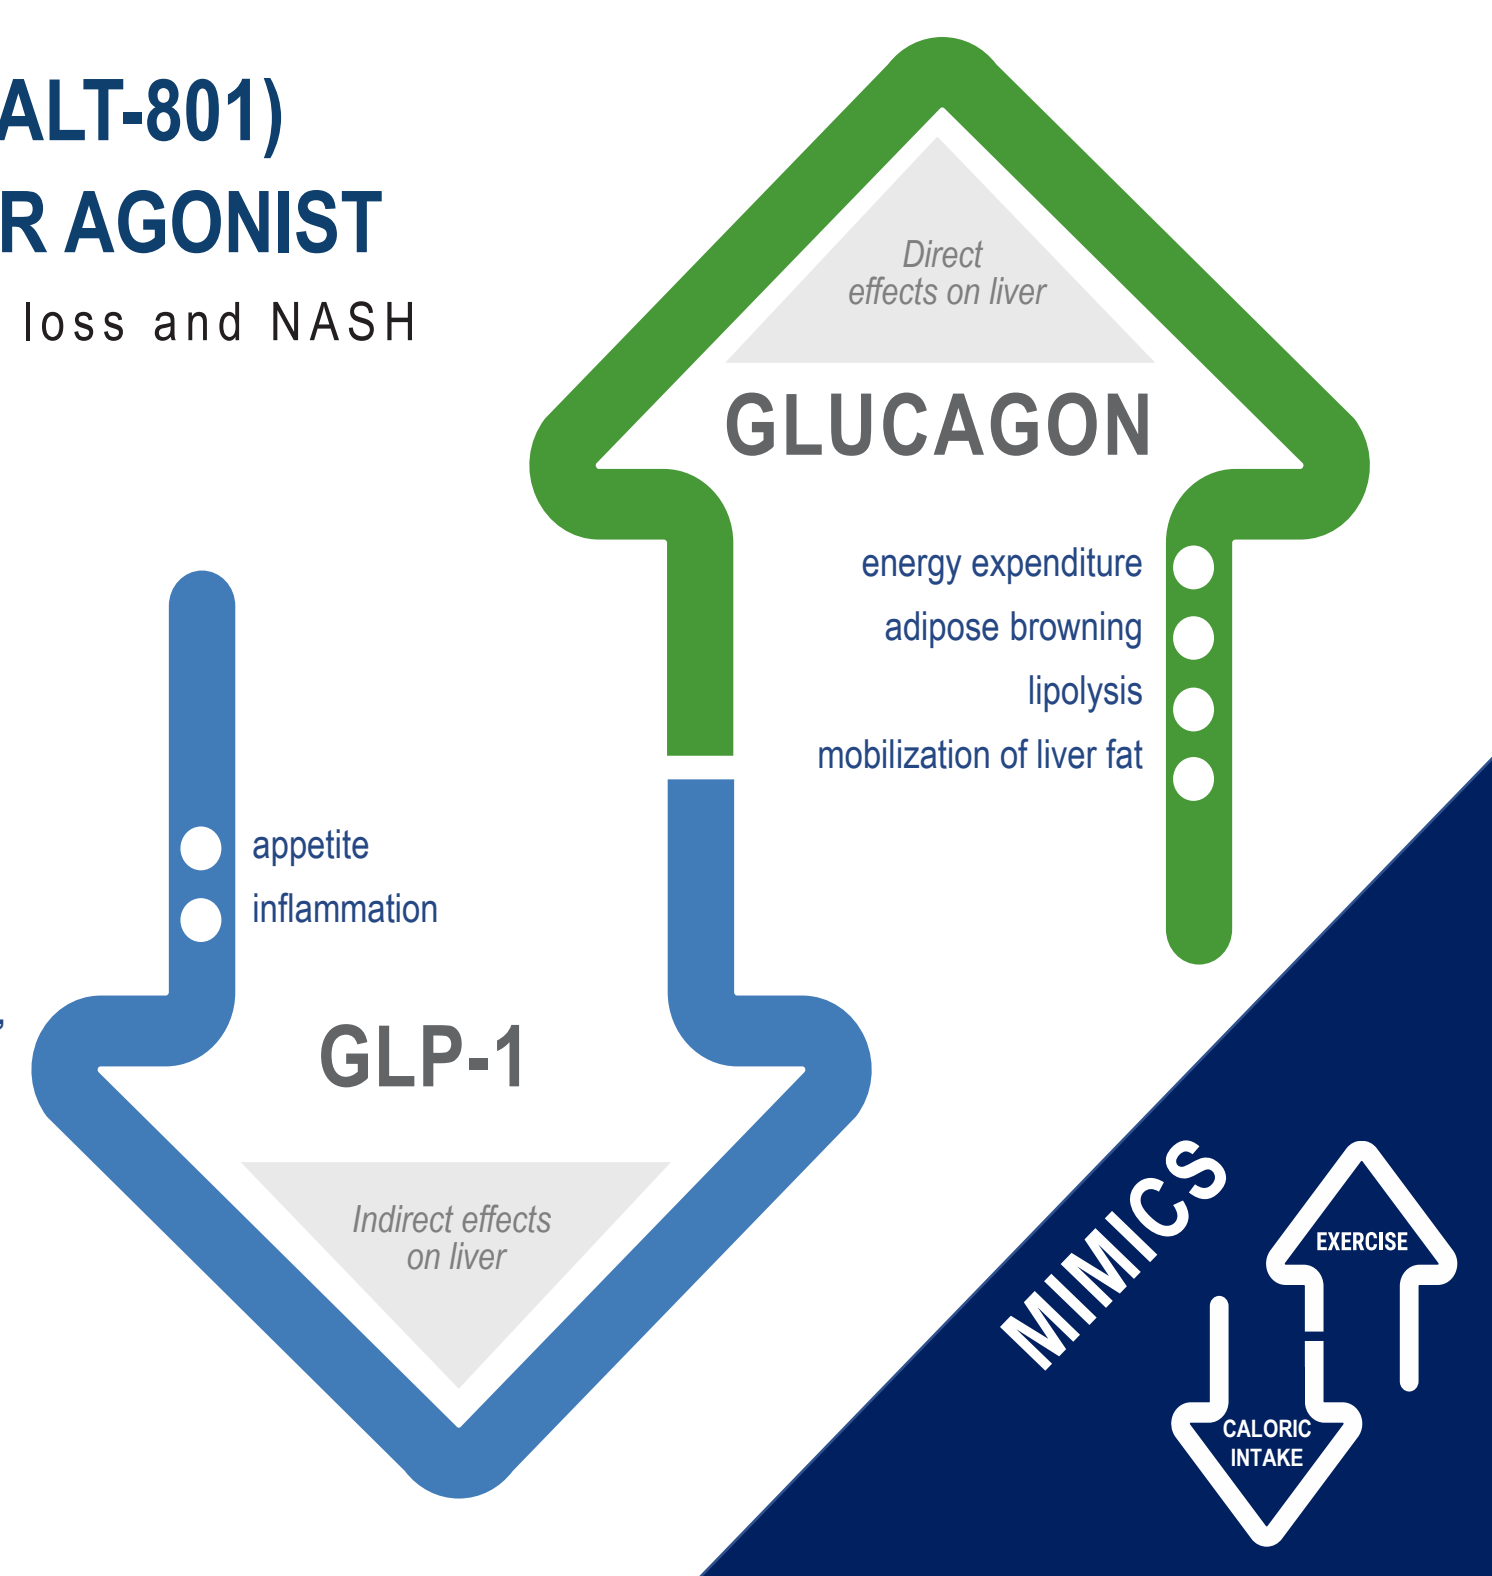 ALT-801)
R AGONIST
loss and NASH
Direct
effects on liver
GLUCAGON
energy expenditure
adipose browning
lipolysis
mobilization of liver fat
appetite
inflammation
,
GLP-1
Indirect effects
on liver
MIMICS
EXERCISE
CALORIC
INTAKE